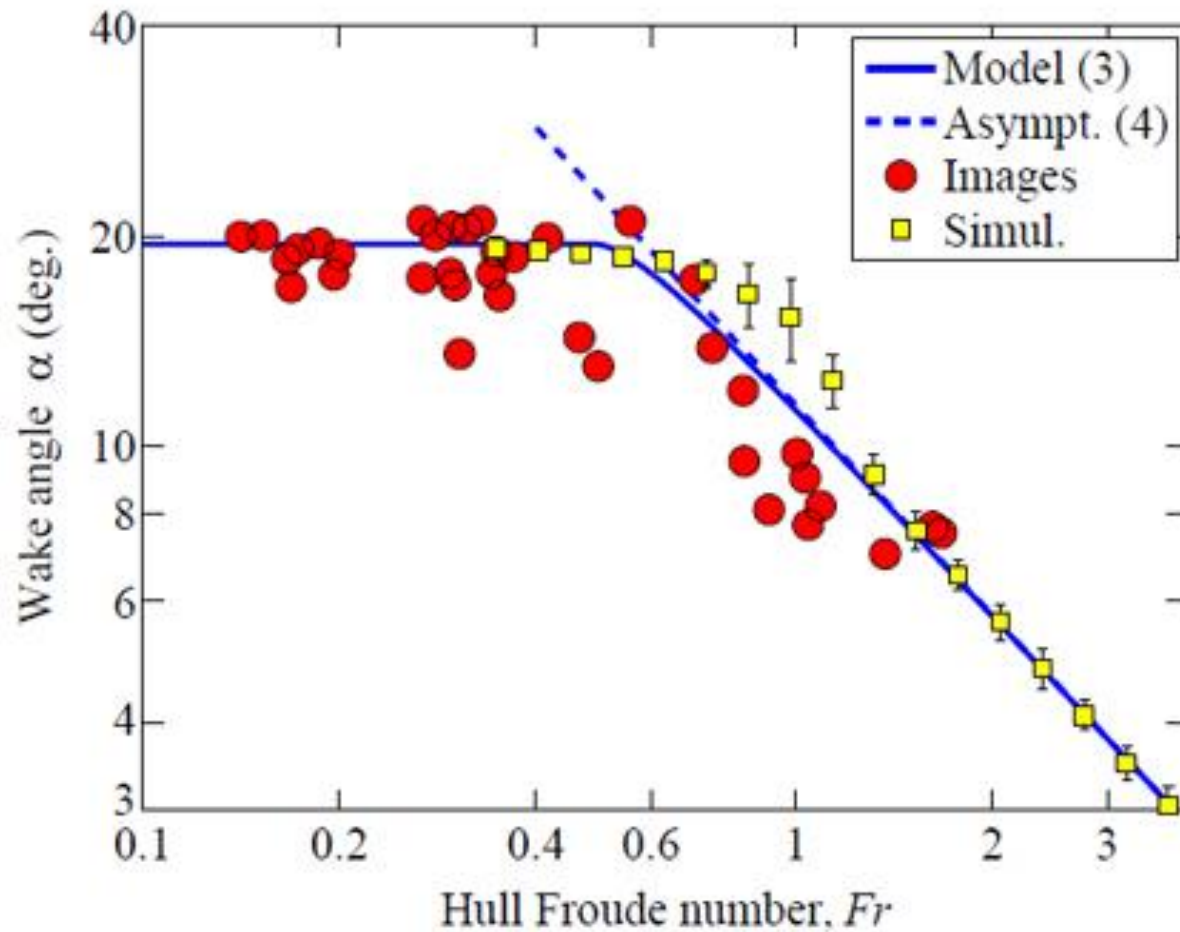 40
20
10
8
6
4
3
Wake angle α (deg.)
Model (3)
Asympt. (4)
Images
Simul.
0.1 0.2 0.4 0.6 1 2 3
Hull Froude number, Fr